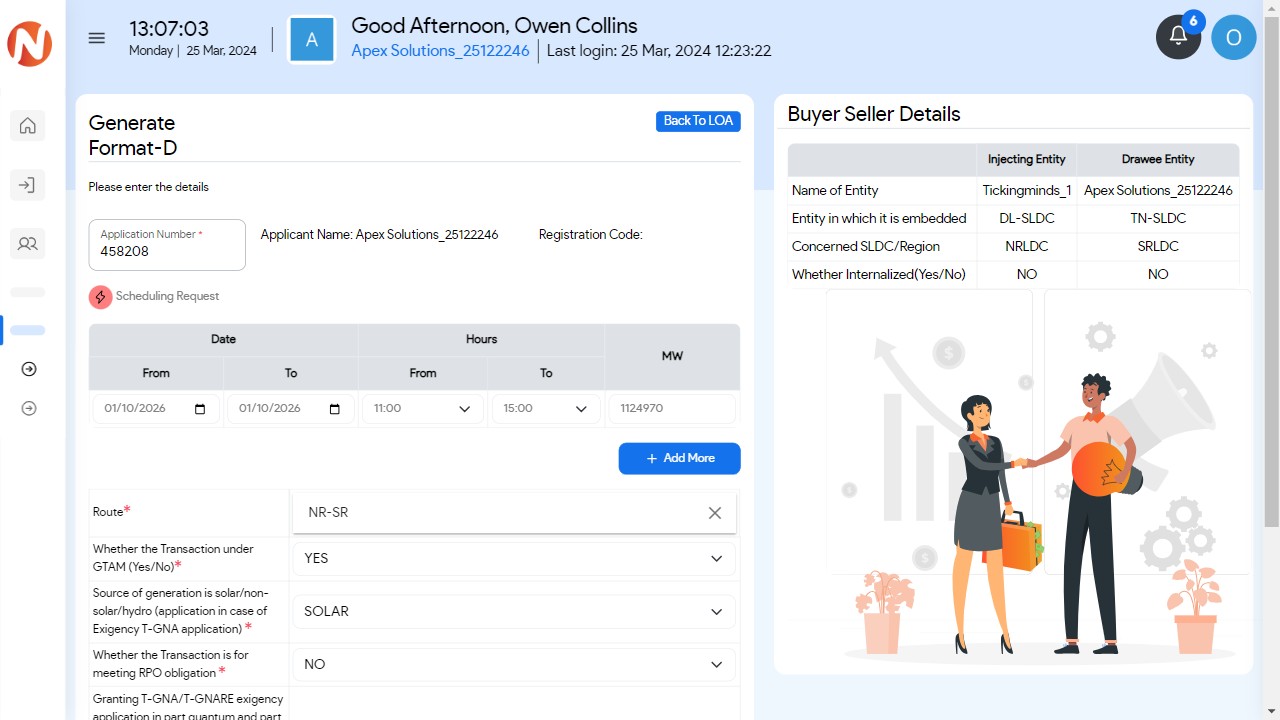 13:07:03
Monday | 25 Mar, 2024
A
Good Afternoon, Owen Collins
Apex Solutions_25122246 | Last login: 25 Mar, 2024 12:23:22
6
O
N
Generate
Format-D
Back To LOA
Please enter the details
Application Number *
458208
Applicant Name: Apex Solutions_25122246
Registration Code:
Scheduling Request
Date Hours MW
From To From To
01/10/2026 01/10/2026 11:00 15:00 1124970
+ Add More
Route* NR-SR
Whether the Transaction under
GTAM (Yes/No)* YES
Source of generation is solar/non-
solar/hydro (application in case of
Exigency T-GNA application) * SOLAR
Whether the Transaction is for
meeting RPO obligation * NO
Granting T-GNA/T-GNARE exigency
application in part quantum and part
Buyer Seller Details
Injecting Entity Drawee Entity
Name of Entity Tickingminds_1 Apex Solutions_25122246
Entity in which it is embedded DL-SLDC TN-SLDC
Concerned SLDC/Region NRLDC SRLDC
Whether Internalized(Yes/No) NO NO
$
$
$
$